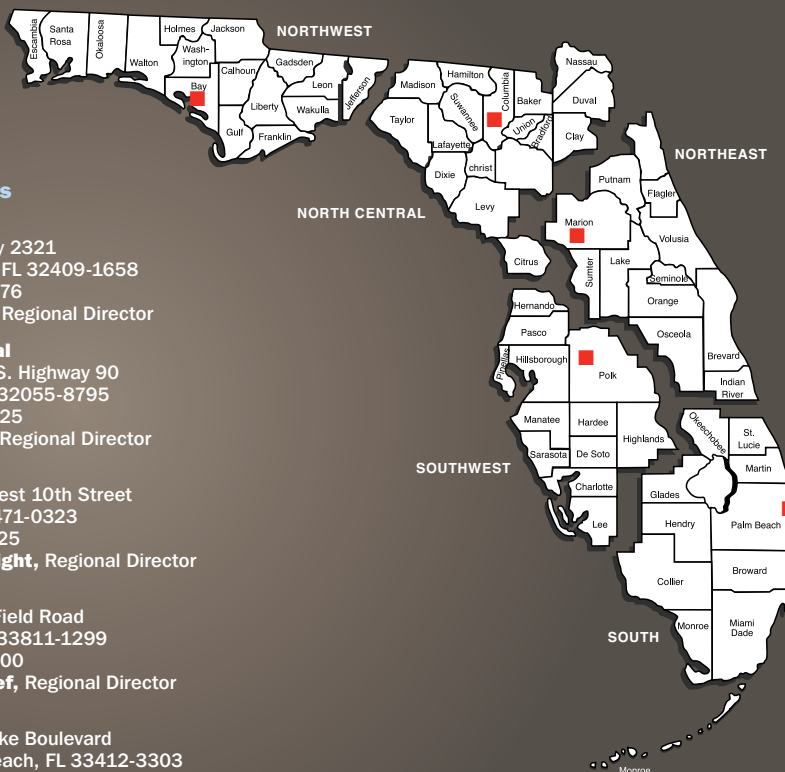 s
y 2321
FL 32409-1658
76
Regional Director
al
S. Highway 90
32055-8795
25
Regional Director
est 10th Street
471-0323
25
ight, Regional Director
Field Road
33811-1299
00
ef, Regional Director
ke Boulevard
each, FL 33412-3303
NORTHWEST
Escambia
Santa
Rosa
Okaloosa
Walton
Holmes
Jackson
Wash-
ington
Bay
Calhoun
Gadsden
Leon
Liberty
Wakulla
Jefferson
Gulf
Franklin
NORTH CENTRAL
Madison
Hamilton
Taylor
Suwannee
Columbia
Baker
Union
Bradford
Lafayette
Dixie
christ
Levy
Citrus
NORTHEAST
Nassau
Duval
Clay
Putnam
Flagler
Marion
Volusia
Sumter
Lake
Seminole
Orange
Osceola
Brevard
Indian
River
SOUTHWEST
Hernando
Pasco
Pinellas
Hillsborough
Polk
Manatee
Hardee
Highlands
Sarasota
De Soto
Charlotte
Lee
SOUTH
Okeechobee
St.
Lucie
Martin
Glades
Hendry
Palm Beach
Collier
Broward
Monroe
Miami
Dade
Monroe